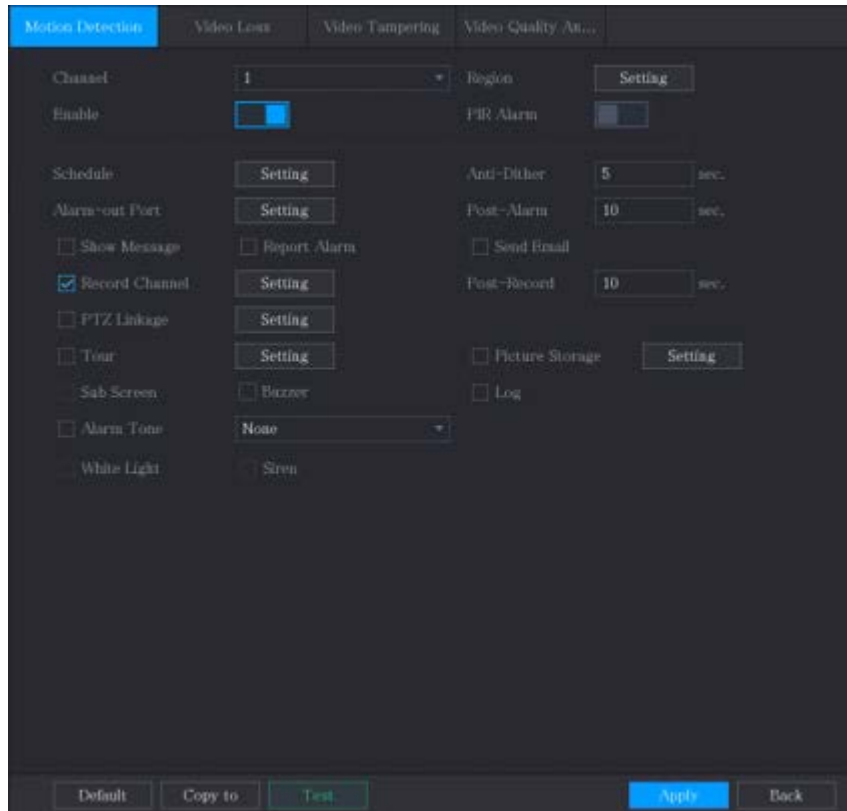 Motion Detection Video Loss Video Tampering Video Quality An...
Channel 1 Region Setting
Enable PIR Alarm
Schedule Setting Anti-Dither 5 sec.
Alarm-out Port Setting Post-Alarm 10 sec.
Show Message Report Alarm Send Email
Record Channel Setting Post-Record 10 sec.
PTZ Linkage Setting
Tour Setting Picture Storage Setting
Sub Screen Buzzer Log
Alarm Tone None
White Light Siren
Default Copy to Test Apply Back